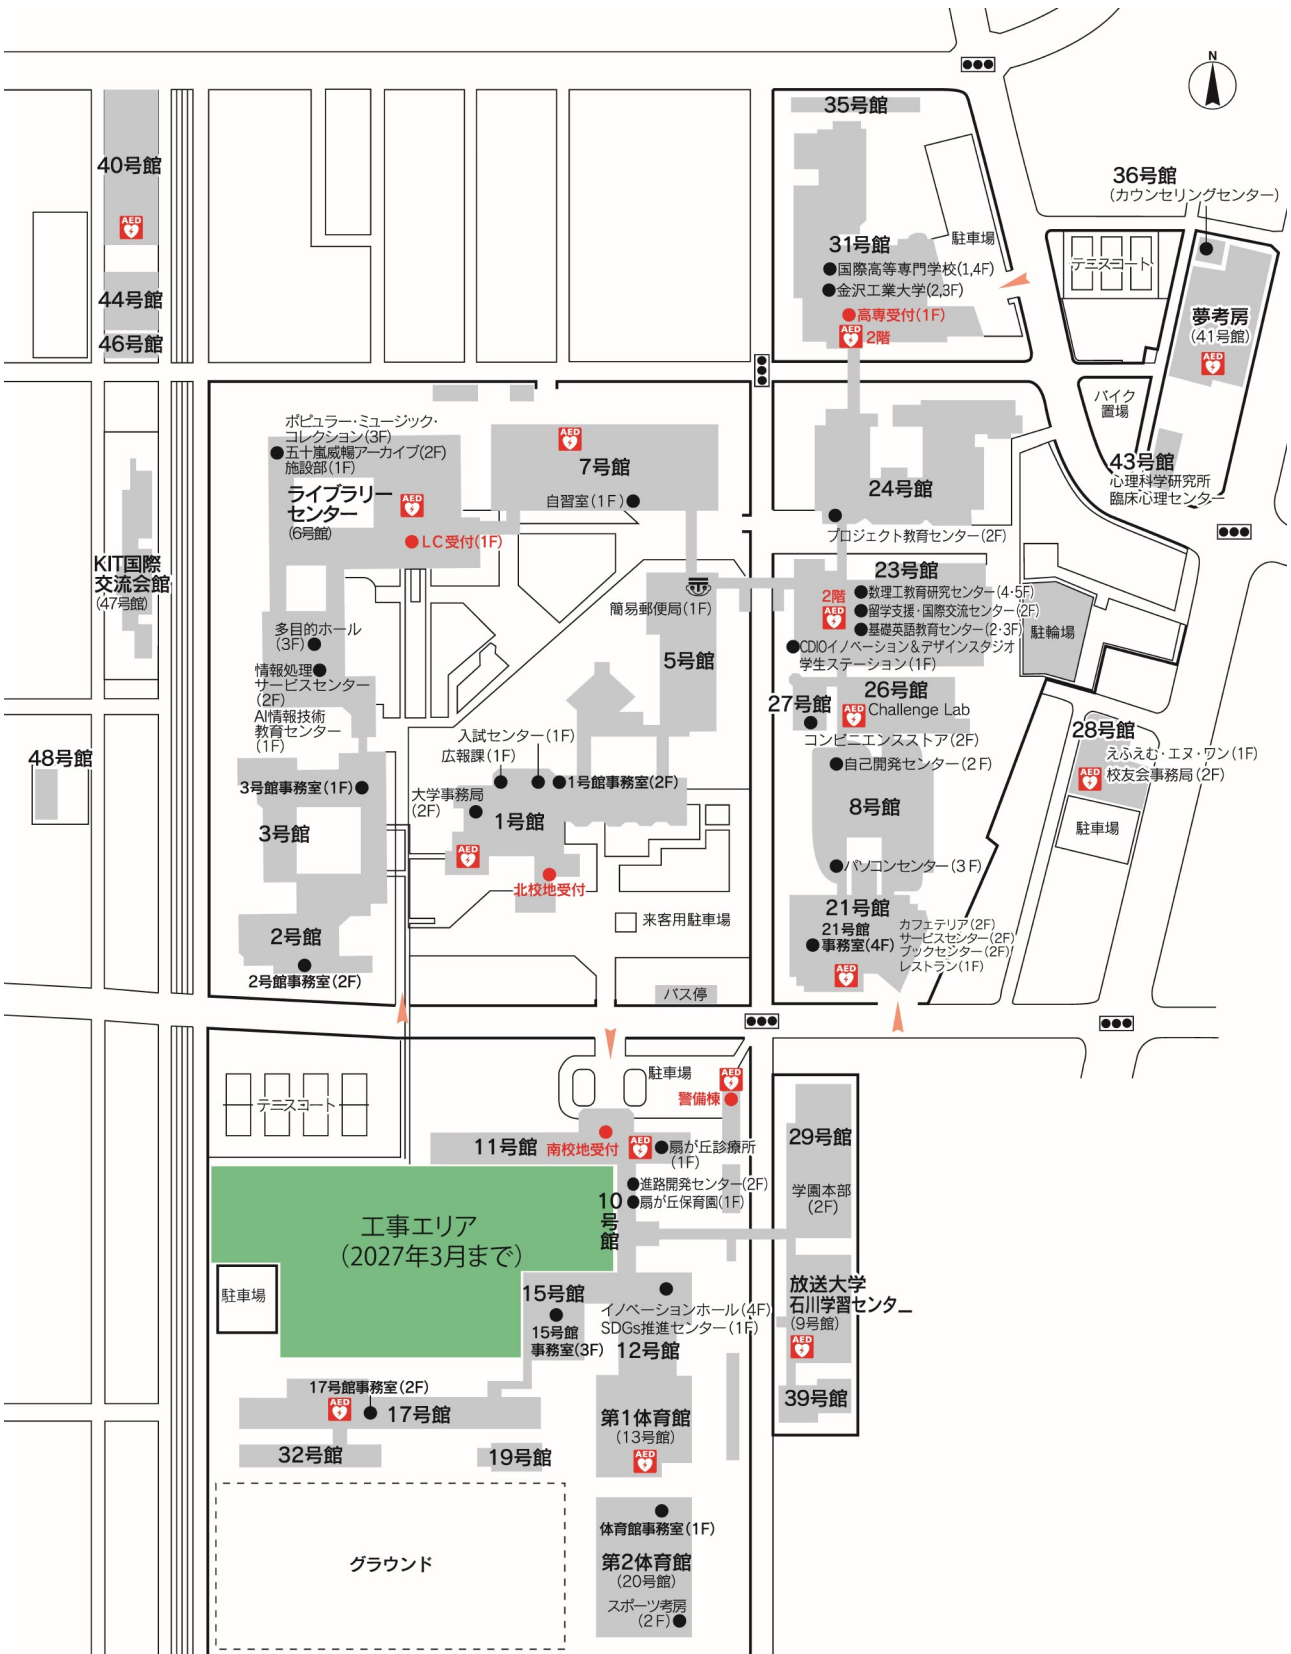 N
35号館
40号館
AED
36号館
(カウンセリングセンター)
31号館
駐車場
国際高等専門学校(1,4F)
金沢工業大学(2,3F)
高専受付(1F)
AED
2階
テニスコート
夢考房
(41号館)
AED
44号館
46号館
バイク
置場
43号館
心理科学研究所
臨床心理センター
ポピュラー・ミュージック・
コレクション(3F)
五十嵐威暢アーカイブ(2F)
施設部(1F)
ライブラリー
センター
(6号館)
AED
LC受付(1F)
AED
7号館
自習室(1F)
24号館
プロジェクト教育センター(2F)
KIT国際
交流会館
(47号館)
簡易郵便局(1F)
23号館
2階
AED
数理工教育研究センター(4・5F)
留学支援・国際交流センター(2F)
基礎英語教育センター(2・3F)
CDIOイノベーション&デザインスタジオ
学生ステーション(1F)
駐輪場
多目的ホール
(3F)
情報処理
サービスセンター
(2F)
AI情報技術
教育センター
(1F)
5号館
26号館
AED
Challenge Lab
27号館
コンビニエンスストア(2F)
28号館
えふえむ・エヌ・ワン(1F)
AED
校友会事務局(2F)
駐車場
48号館
入試センター(1F)
広報課(1F)
1号館事務室(2F)
大学事務局
(2F)
1号館
AED
北校地受付
3号館事務室(1F)
3号館
自己開発センター(2F)
8号館
パソコンセンター(3F)
2号館
2号館事務室(2F)
来客用駐車場
バス停
21号館
21号館
事務室(4F)
AED
カフェテリア(2F)
サービスセンター(2F)
ブックセンター(2F)
レストラン(1F)
テニスコート
駐車場
AED
警備棟
11号館
南校地受付
AED
扇が丘診療所
(1F)
進路開発センター(2F)
扇が丘保育園(1F)
10号館
29号館
学園本部
(2F)
工事エリア
(2027年3月まで)
駐車場
15号館
15号館
事務室(3F)
イノベーションホール(4F)
SDGs推進センター(1F)
12号館
放送大学
石川学習センター
(9号館)
AED
39号館
17号館事務室(2F)
AED
17号館
32号館
19号館
第1体育館
(13号館)
AED
グラウンド
体育館事務室(1F)
第2体育館
(20号館)
スポーツ考房
(2F)